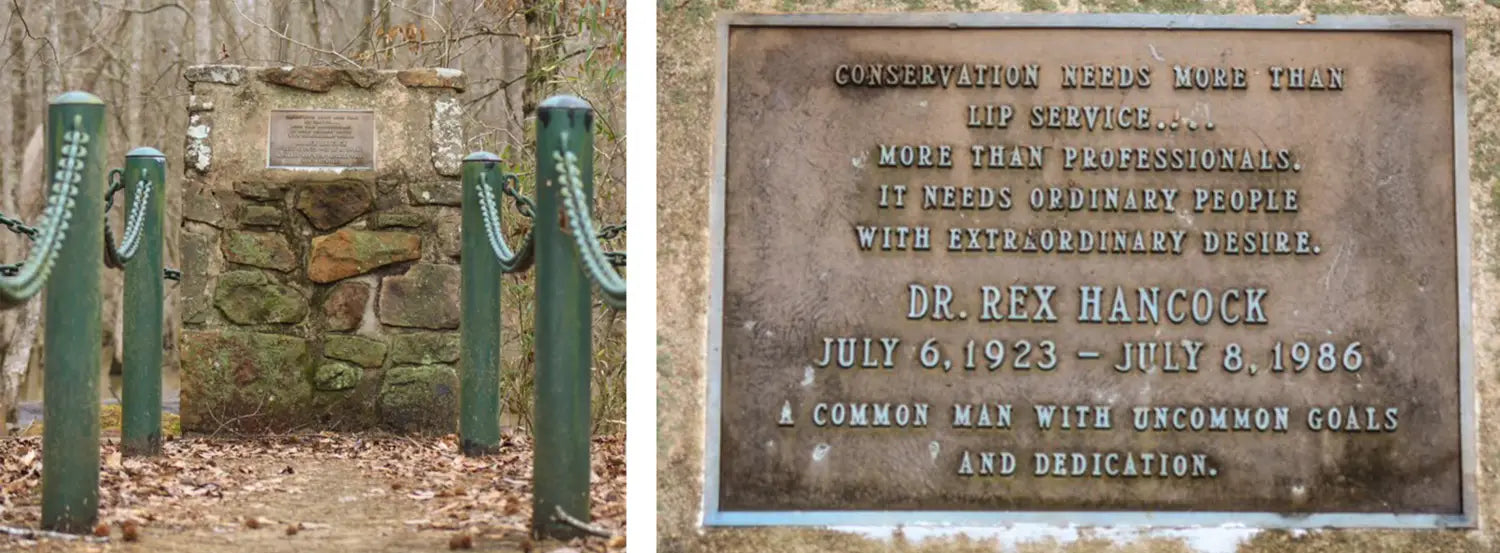 CONSERVATION NEEDS MORE THAN
LIP SERVICE....
MORE THAN PROFESSIONALS.
IT NEEDS ORDINARY PEOPLE
WITH EXTRAORDINARY DESIRE.
DR. REX HANCOCK
JULY 6, 1923 – JULY 8, 1986
A COMMON MAN WITH UNCOMMON GOALS
AND DEDICATION.